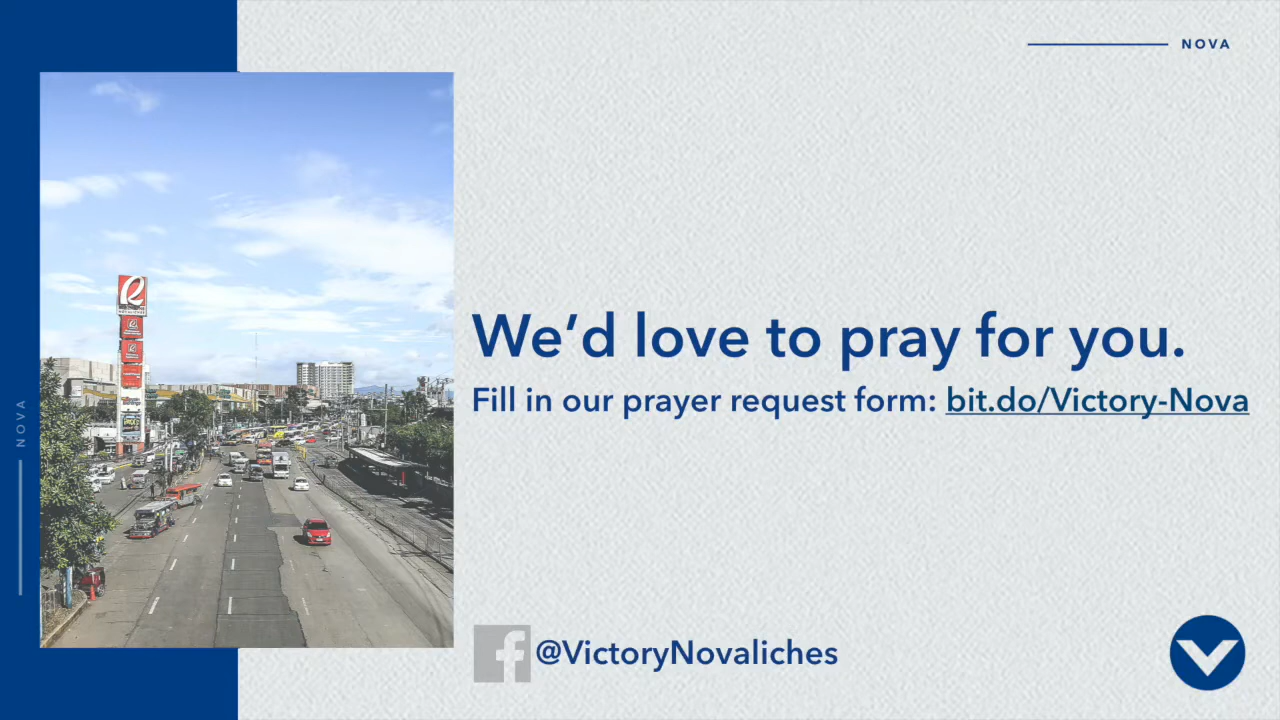 NOVA
NOVA
We’d love to pray for you.
Fill in our prayer request form: bit.do/Victory-Nova
@VictoryNovaliches